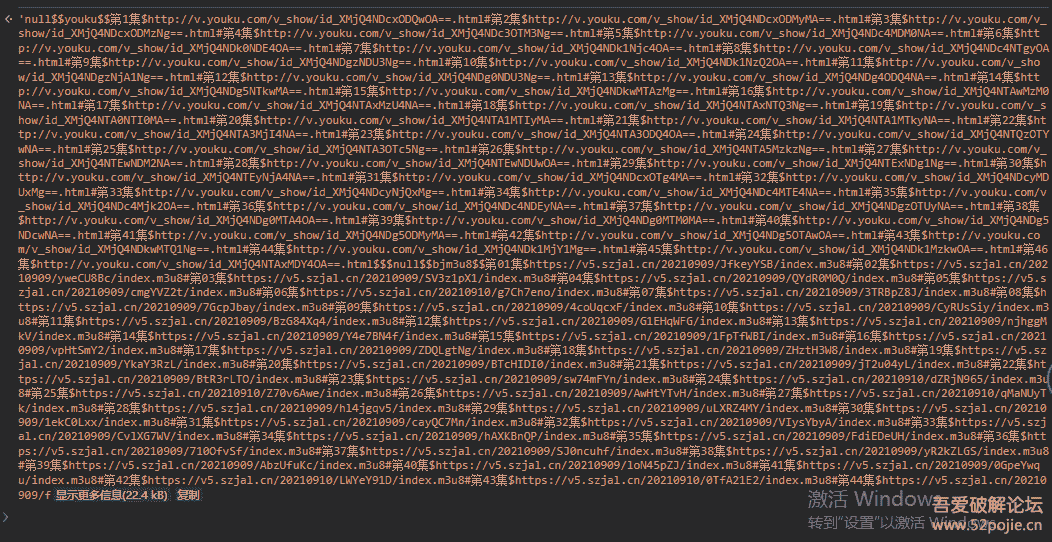 'null$$youku$$第1集$http://v.youku.com/v_show/id_XMjQ4NDcxODQwOA==.html#第2集$http://v.youku.com/v_show/id_XMjQ4NDcxODMyMA==.html#第3集$http://v.youku.com/v_
show/id_XMjQ4NDcxODMzNg==.html#第4集$http://v.youku.com/v_show/id_XMjQ4NDc3OTM3Ng==.html#第5集$http://v.youku.com/v_show/id_XMjQ4NDc4MDM0NA==.html#第6集$htt
p://v.youku.com/v_show/id_XMjQ4NDk0NDE4OA==.html#第7集$http://v.youku.com/v_show/id_XMjQ4NDk1Njc4OA==.html#第8集$http://v.youku.com/v_show/id_XMjQ4NDc4NTgyOA
==.html#第9集$http://v.youku.com/v_show/id_XMjQ4NDgzNDU3Ng==.html#第10集$http://v.youku.com/v_show/id_XMjQ4NDk1NzQ2OA==.html#第11集$http://v.youku.com/v_sho
w/id_XMjQ4NDgzNjA1Ng==.html#第12集$http://v.youku.com/v_show/id_XMjQ4NDg0NDU3Ng==.html#第13集$http://v.youku.com/v_show/id_XMjQ4NDg4ODQ4NA==.html#第14集$htt
p://v.youku.com/v_show/id_XMjQ4NDg5NTkwMA==.html#第15集$http://v.youku.com/v_show/id_XMjQ4NDkwMTAzMg==.html#第16集$http://v.youku.com/v_show/id_XMjQ4NTAwMzM0
NA==.html#第17集$http://v.youku.com/v_show/id_XMjQ4NTAxMzU4NA==.html#第18集$http://v.youku.com/v_show/id_XMjQ4NTAxNTQ3Ng==.html#第19集$http://v.youku.com/v_
show/id_XMjQ4NTA0NTI0MA==.html#第20集$http://v.youku.com/v_show/id_XMjQ4NTA1MTIyMA==.html#第21集$http://v.youku.com/v_show/id_XMjQ4NTA1MTkyNA==.html#第22集$h
ttp://v.youku.com/v_show/id_XMjQ4NTA3MjI4NA==.html#第23集$http://v.youku.com/v_show/id_XMjQ4NTA3ODQ4OA==.html#第24集$http://v.youku.com/v_show/id_XMjQ4NTQzOTY
wNA==.html#第25集$http://v.youku.com/v_show/id_XMjQ4NTA3OTc5Ng==.html#第26集$http://v.youku.com/v_show/id_XMjQ4NTA5MzkzNg==.html#第27集$http://v.youku.com/v_
show/id_XMjQ4NTEwNDM2NA==.html#第28集$http://v.youku.com/v_show/id_XMjQ4NTEwNDUwOA==.html#第29集$http://v.youku.com/v_show/id_XMjQ4NTExNDg1Ng==.html#第30集$h
ttp://v.youku.com/v_show/id_XMjQ4NTEyNjA4NA==.html#第31集$http://v.youku.com/v_show/id_XMjQ4NDcxOTg4MA==.html#第32集$http://v.youku.com/v_show/id_XMjQ4NDcyMD
UxMg==.html#第33集$http://v.youku.com/v_show/id_XMjQ4NDcyNjQxMg==.html#第34集$http://v.youku.com/v_show/id_XMjQ4NDc4MTE4NA==.html#第35集$http://v.youku.com/v
_show/id_XMjQ4NDc4Mjk2OA==.html#第36集$http://v.youku.com/v_show/id_XMjQ4NDc4NDEyNA==.html#第37集$http://v.youku.com/v_show/id_XMjQ4NDgzOTUyNA==.html#第38集
$http://v.youku.com/v_show/id_XMjQ4NDg0MTA4OA==.html#第39集$http://v.youku.com/v_show/id_XMjQ4NDg0MTM0MA==.html#第40集$http://v.youku.com/v_show/id_XMjQ4NDg5
NDcwNA==.html#第41集$http://v.youku.com/v_show/id_XMjQ4NDg5ODMyMA==.html#第42集$http://v.youku.com/v_show/id_XMjQ4NDg5OTAwOA==.html#第43集$http://v.youku.co
m/v_show/id_XMjQ4NDkwMTQ1Ng==.html#第44集$http://v.youku.com/v_show/id_XMjQ4NDk1MjY1Mg==.html#第45集$http://v.youku.com/v_show/id_XMjQ4NDk1MzkwOA==.html#第46
集$http://v.youku.com/v_show/id_XMjQ4NTAxMDY4OA==.html$$$null$$bjm3u8$$第01集$https://v5.szjal.cn/20210909/JfkeyYSB/index.m3u8#第02集$https://v5.szjal.cn/20
210909/yweCU8Bc/index.m3u8#第03集$https://v5.szjal.cn/20210909/SV3z1pX1/index.m3u8#第04集$https://v5.szjal.cn/20210909/QYdR0M0Q/index.m3u8#第05集$https://v
5.szjal.cn/20210909/cmgYVZ2t/index.m3u8#第06集$https://v5.szjal.cn/20210910/g7Ch7eno/index.m3u8#第07集$https://v5.szjal.cn/20210909/3TRBpZ8J/index.m3u8#第08集$h
ttps://v5.szjal.cn/20210909/7GcpJbay/index.m3u8#第09集$https://v5.szjal.cn/20210909/4coUqcxF/index.m3u8#第10集$https://v5.szjal.cn/20210909/CyRUsSiy/index.m3
u8#第11集$https://v5.szjal.cn/20210909/BzG84Xq4/index.m3u8#第12集$https://v5.szjal.cn/20210909/G1EHqWFG/index.m3u8#第13集$https://v5.szjal.cn/20210909/njhggM
kV/index.m3u8#第14集$https://v5.szjal.cn/20210909/Y4e7BN4f/index.m3u8#第15集$https://v5.szjal.cn/20210909/1FpTfWBI/index.m3u8#第16集$https://v5.szjal.cn/2021
0909/vpHtSmY2/index.m3u8#第17集$https://v5.szjal.cn/20210909/ZDQLgtNg/index.m3u8#第18集$https://v5.szjal.cn/20210909/ZHztH3W8/index.m3u8#第19集$https://v5.sz
jal.cn/20210909/YkaY3RzL/index.m3u8#第20集$https://v5.szjal.cn/20210909/BTcHIDI0/index.m3u8#第21集$https://v5.szjal.cn/20210909/jT2u04yL/index.m3u8#第22集$ht
tps://v5.szjal.cn/20210909/BtR3rLTO/index.m3u8#第23集$https://v5.szjal.cn/20210909/sw74mFYn/index.m3u8#第24集$https://v5.szjal.cn/20210910/dZRjN965/index.m3u
8#第25集$https://v5.szjal.cn/20210910/Z70v6Awe/index.m3u8#第26集$https://v5.szjal.cn/20210909/AwHtYTvH/index.m3u8#第27集$https://v5.szjal.cn/20210910/qMaNUyT
k/index.m3u8#第28集$https://v5.szjal.cn/20210909/hl4jgqv5/index.m3u8#第29集$https://v5.szjal.cn/20210909/uLXRZ4MY/index.m3u8#第30集$https://v5.szjal.cn/20210
909/1ekC0Lxx/index.m3u8#第31集$https://v5.szjal.cn/20210909/cayQC7Mn/index.m3u8#第32集$https://v5.szjal.cn/20210909/VIysYbyA/index.m3u8#第33集$https://v5.szj
al.cn/20210909/CvlXG7WV/index.m3u8#第34集$https://v5.szjal.cn/20210909/hAXKBnQP/index.m3u8#第35集$https://v5.szjal.cn/20210909/FdiEDeUH/index.m3u8#第36集$htt
ps://v5.szjal.cn/20210909/710OfvSf/index.m3u8#第37集$https://v5.szjal.cn/20210909/SJ0ncuhf/index.m3u8#第38集$https://v5.szjal.cn/20210909/yR2kZLGS/index.m3u8
#第39集$https://v5.szjal.cn/20210909/AbzUfuKc/index.m3u8#第40集$https://v5.szjal.cn/20210909/loN45pZJ/index.m3u8#第41集$https://v5.szjal.cn/20210909/0GpeYwq
u/index.m3u8#第42集$https://v5.szjal.cn/20210910/LWYeY91D/index.m3u8#第43集$https://v5.szjal.cn/20210910/0TfA21E2/index.m3u8#第44集$https://v5.szjal.cn/20210
909/f 显示更多信息(22.4 kB) 复制
激活 Windows
转到"设置"以激活 Windows。
吾爱破解论坛
www.52pojie.cn